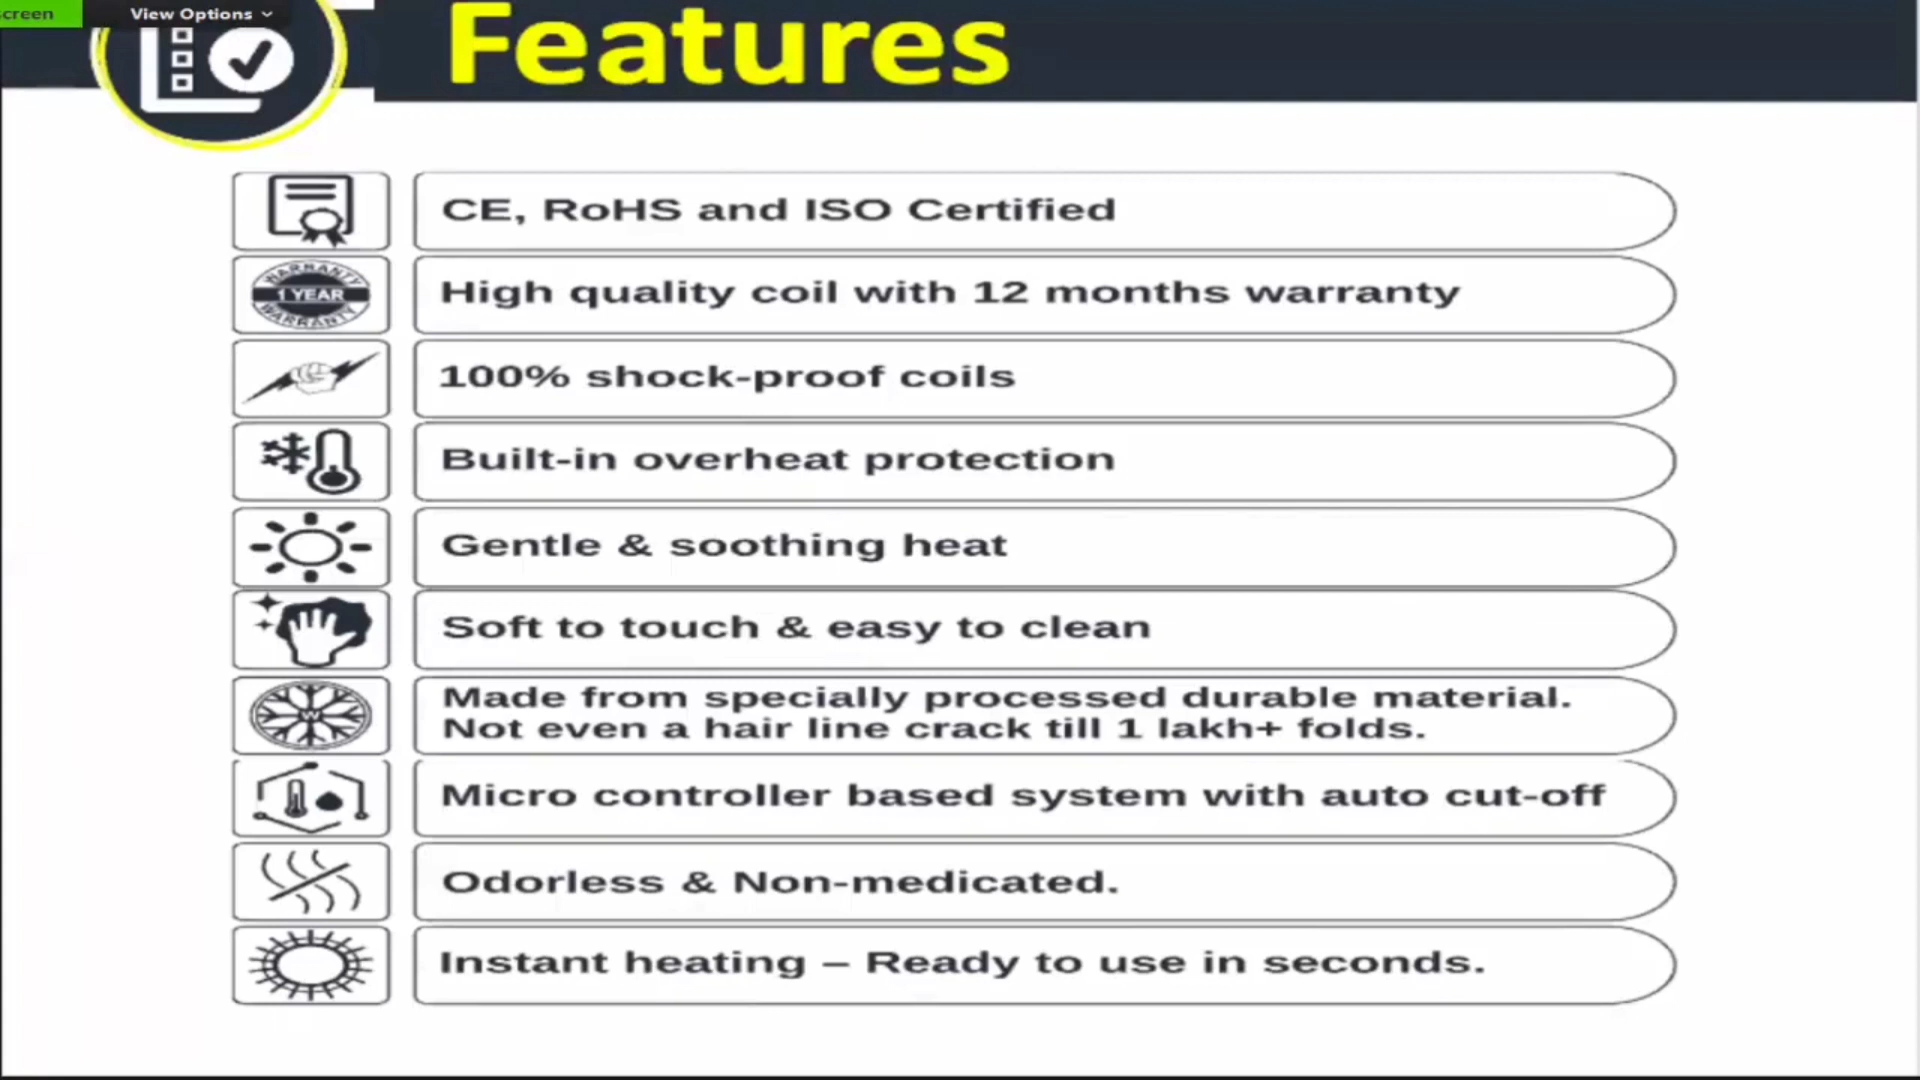 creen
View Options
Features
CE, RoHS and ISO Certified
WARRANTY
1 YEAR
WARRANTY
High quality coil with 12 months warranty
100% shock-proof coils
Built-in overheat protection
Gentle & soothing heat
Soft to touch & easy to clean
W
Made from specially processed durable material.
Not even a hair line crack till 1 lakh+ folds.
Micro controller based system with auto cut-off
Odorless & Non-medicated.
Instant heating – Ready to use in seconds.